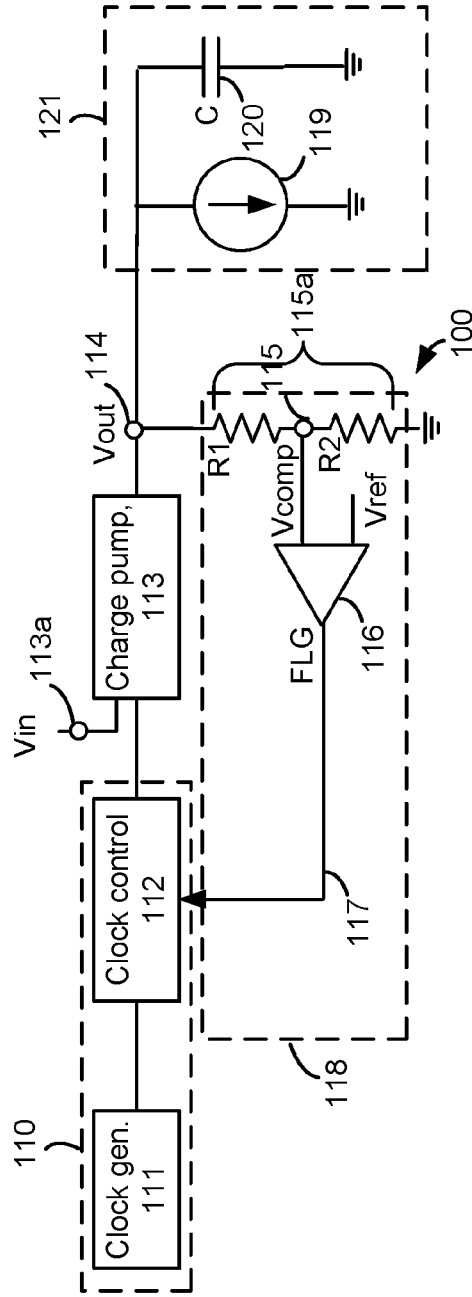 110
Clock gen.
111
Clock control
112
Vin
113a
Charge pump,
113
Vout
114
121
C
120
119
R1
115
115a
R2
Vcomp
Vref
FLG
116
117
118
100